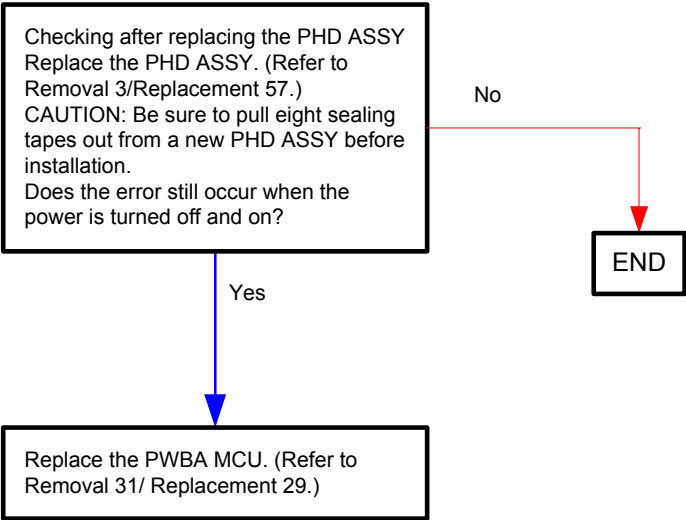 Checking after replacing the PHD ASSY
Replace the PHD ASSY. (Refer to
Removal 3/Replacement 57.)
CAUTION: Be sure to pull eight sealing
tapes out from a new PHD ASSY before
installation.
Does the error still occur when the
power is turned off and on?
No
END
Yes
Replace the PWBA MCU. (Refer to
Removal 31/ Replacement 29.)